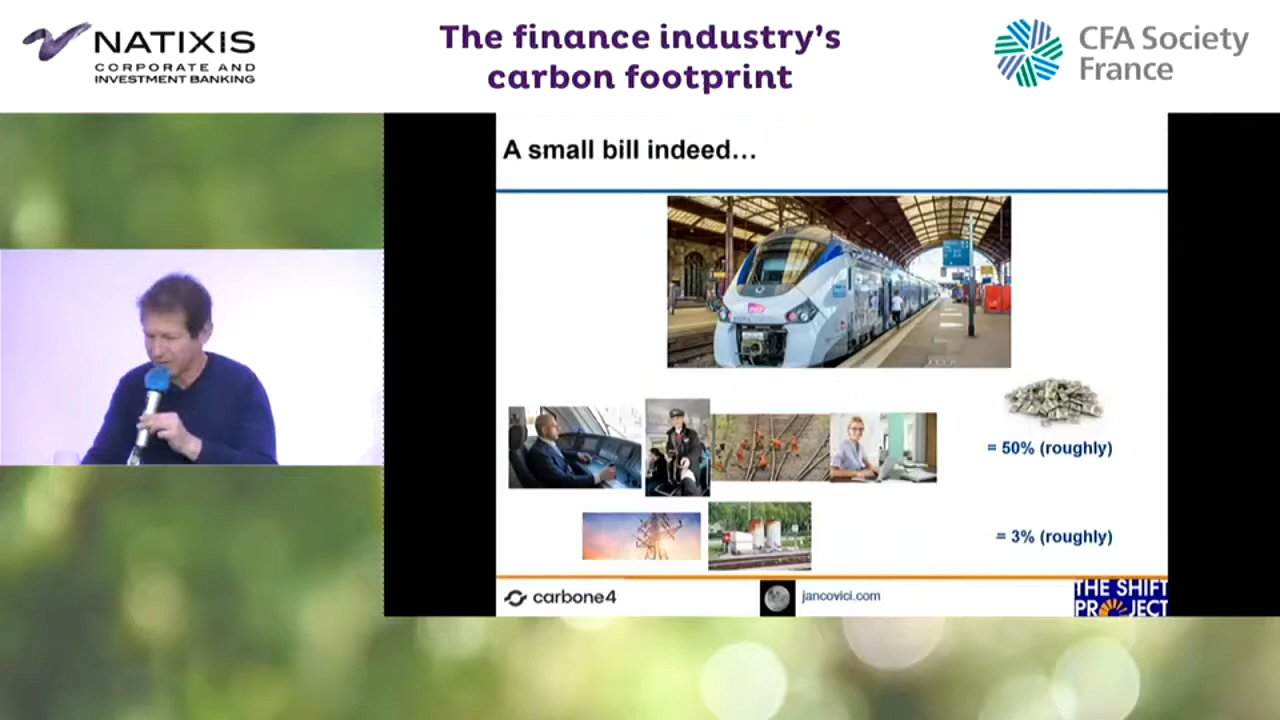 NATIXIS
CORPORATE AND
INVESTMENT BANKING
The finance industry's
carbon footprint
CFA Society
France
A small bill indeed…
= 50% (roughly)
= 3% (roughly)
carbone4
jancovici.com
THE SHIFT
PROJECT